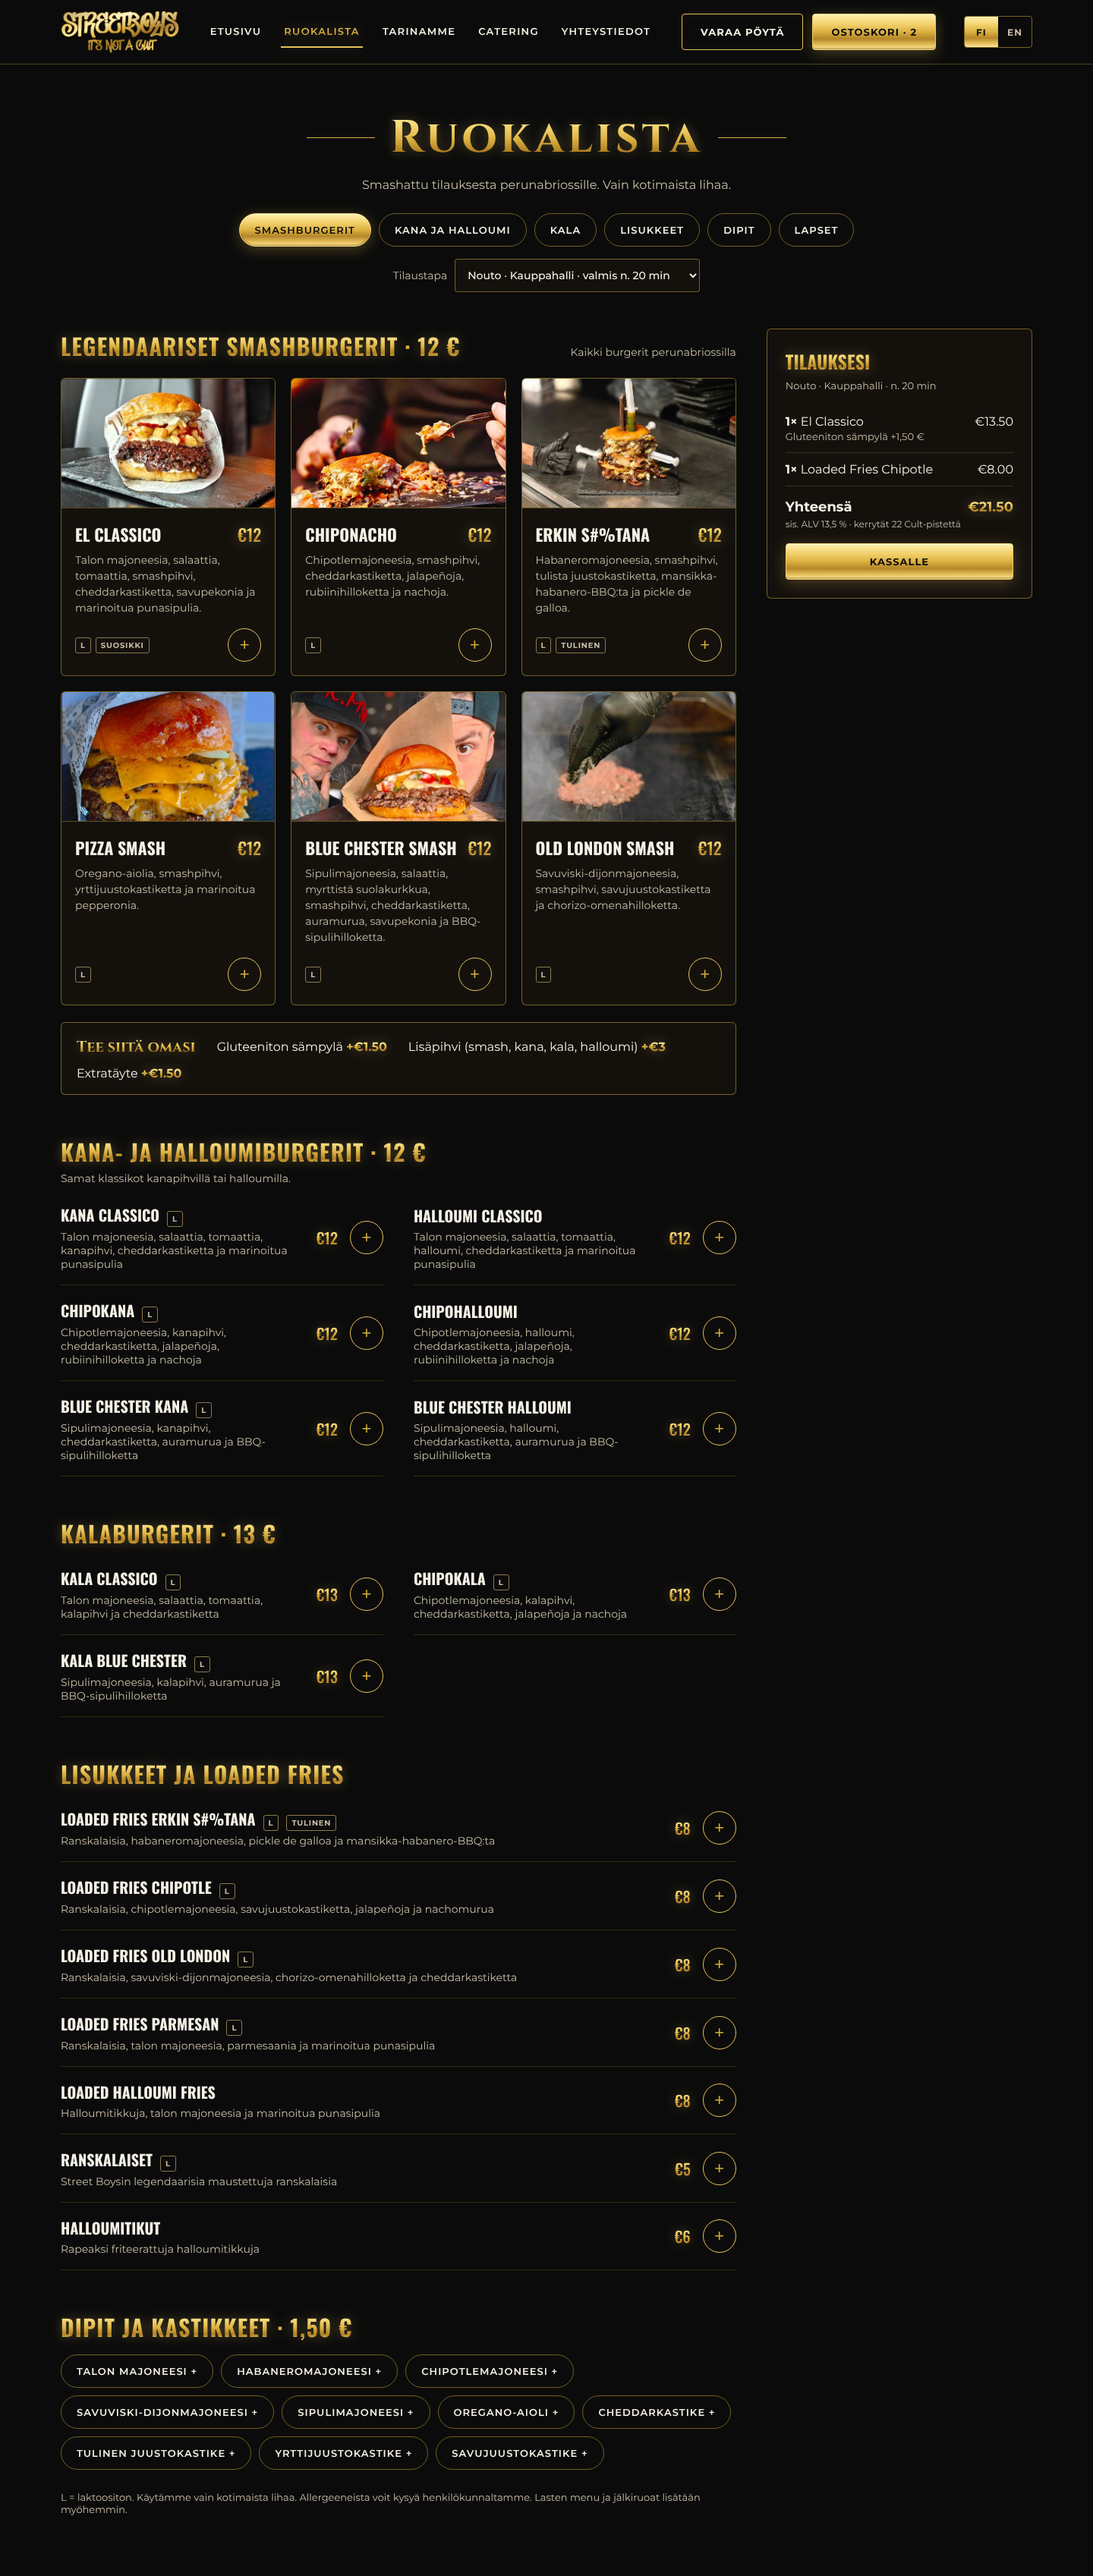 STREETBOYS
IT'S NOT A CULT
ETUSIVU
RUOKALISTA
TARINAMME
CATERING
YHTEYSTIEDOT
VARAA PÖYTÄ
OSTOSKORI · 2
FI
EN
RUOKALISTA
Smashattu tilauksesta perunabriossille. Vain kotimaista lihaa.
SMASHBURGERIT
KANA JA HALLOUMI
KALA
LISUKKEET
DIPIT
LAPSET
Tilaustapa
Nouto · Kauppahalli · valmis n. 20 min
LEGENDAARISET SMASHBURGERIT · 12 €
Kaikki burgerit perunabriossilla
EL CLASSICO €12
Talon majoneesia, salaattia,
tomaattia, smashpihvi,
cheddarkastiketta, savupekonia ja
marinoitua punasipulia.
L SUOSIKKI +
CHIPONACHO €12
Chipotlemajoneesia, smashpihvi,
cheddarkastiketta, jalapeñoja,
rubiinihilloketta ja nachoja.
L +
ERKIN S#%TANA €12
Habaneromajoneesia, smashpihvi,
tulista juustokastiketta, mansikka-
habanero-BBQ:ta ja pickle de
galloa.
L TULINEN +
PIZZA SMASH €12
Oregano-aiolia, smashpihvi,
yrttijuustokastiketta ja marinoitua
pepperonia.
L +
BLUE CHESTER SMASH €12
Sipulimajoneesia, salaattia,
myrttistä suolakurkkua,
smashpihvi, cheddarkastiketta,
auramurua, savupekonia ja BBQ-
sipulihilloketta.
L +
OLD LONDON SMASH €12
Savuviski-dijonmajoneesia,
smashpihvi, savujuustokastiketta
ja chorizo-omenahilloketta.
L +
TEE SIITÄ OMASI Gluteeniton sämpylä +€1.50 Lisäpihvi (smash, kana, kala, halloumi) +€3
Extratäyte +€1.50
TILAUKSESI
Nouto · Kauppahalli · n. 20 min
1× El Classico €13.50
Gluteeniton sämpylä +1,50 €
1× Loaded Fries Chipotle €8.00
Yhteensä €21.50
sis. ALV 13,5 % · kerrytät 22 Cult-pistettä
KASSALLE
KANA- JA HALLOUMIBURGERIT · 12 €
Samat klassikot kanapihvillä tai halloumilla.
KANA CLASSICO L
Talon majoneesia, salaattia, tomaattia,
kanapihvi, cheddarkastiketta ja marinoitua
punasipulia
€12 +
HALLOUMI CLASSICO
Talon majoneesia, salaattia, tomaattia,
halloumi, cheddarkastiketta ja marinoitua
punasipulia
€12 +
CHIPOKANA L
Chipotlemajoneesia, kanapihvi,
cheddarkastiketta, jalapeñoja,
rubiinihilloketta ja nachoja
€12 +
CHIPOHALLOUMI
Chipotlemajoneesia, halloumi,
cheddarkastiketta, jalapeñoja,
rubiinihilloketta ja nachoja
€12 +
BLUE CHESTER KANA L
Sipulimajoneesia, kanapihvi,
cheddarkastiketta, auramurua ja BBQ-
sipulihilloketta
€12 +
BLUE CHESTER HALLOUMI
Sipulimajoneesia, halloumi,
cheddarkastiketta, auramurua ja BBQ-
sipulihilloketta
€12 +
KALABURGERIT · 13 €
KALA CLASSICO L
Talon majoneesia, salaattia, tomaattia,
kalapihvi ja cheddarkastiketta
€13 +
CHIPOKALA L
Chipotlemajoneesia, kalapihvi,
cheddarkastiketta, jalapeñoja ja nachoja
€13 +
KALA BLUE CHESTER L
Sipulimajoneesia, kalapihvi, auramurua ja
BBQ-sipulihilloketta
€13 +
LISUKKEET JA LOADED FRIES
LOADED FRIES ERKIN S#%TANA L TULINEN
Ranskalaisia, habaneromajoneesia, pickle de galloa ja mansikka-habanero-BBQ:ta
€8 +
LOADED FRIES CHIPOTLE L
Ranskalaisia, chipotlemajoneesia, savujuustokastiketta, jalapeñoja ja nachomurua
€8 +
LOADED FRIES OLD LONDON L
Ranskalaisia, savuviski-dijonmajoneesia, chorizo-omenahilloketta ja cheddarkastiketta
€8 +
LOADED FRIES PARMESAN L
Ranskalaisia, talon majoneesia, parmesaania ja marinoitua punasipulia
€8 +
LOADED HALLOUMI FRIES
Halloumitikkuja, talon majoneesia ja marinoitua punasipulia
€8 +
RANSKALAISET L
Street Boysin legendaarisia maustettuja ranskalaisia
€5 +
HALLOUMITIKUT
Rapeaksi friteerattuja halloumitikkuja
€6 +
DIPIT JA KASTIKKEET · 1,50 €
TALON MAJONEESI +
HABANEROMAJONEESI +
CHIPOTLEMAJONEESI +
SAVUVISKI-DIJONMAJONEESI +
SIPULIMAJONEESI +
OREGANO-AIOLI +
CHEDDARKASTIKE +
TULINEN JUUSTOKASTIKE +
YRTTIJUUSTOKASTIKE +
SAVUJUUSTOKASTIKE +
L = laktoositon. Käytämme vain kotimaista lihaa. Allergeeneista voit kysyä henkilökunnaltamme. Lasten menu ja jälkiruoat lisätään
myöhemmin.